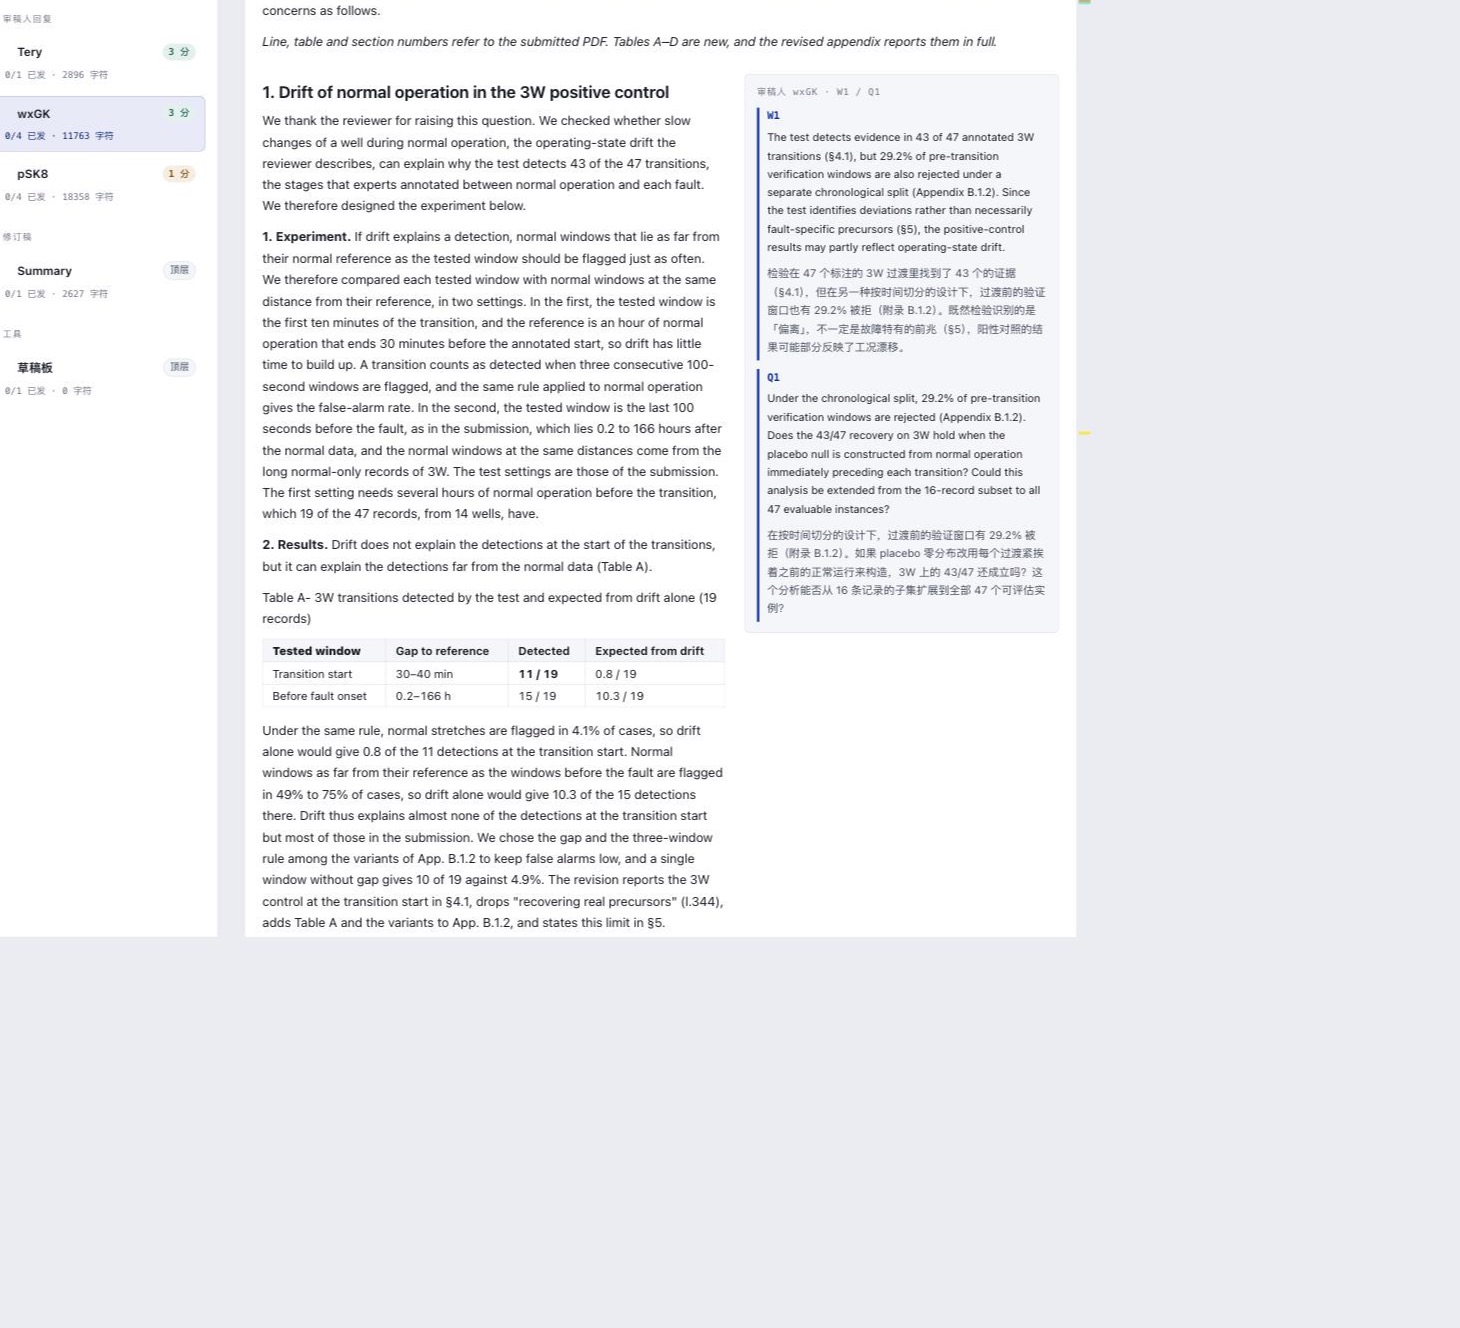 审稿人回复
Tery
3 分
0/1 已发 · 2896 字符
wxGK
3 分
0/4 已发 · 11763 字符
pSK8
1 分
0/4 已发 · 18358 字符
修订稿
Summary
顶层
0/1 已发 · 2627 字符
工具
草稿板
顶层
0/1 已发 · 0 字符
concerns as follows.
Line, table and section numbers refer to the submitted PDF. Tables A–D are new, and the revised appendix reports them in full.
1. Drift of normal operation in the 3W positive control
We thank the reviewer for raising this question. We checked whether slow
changes of a well during normal operation, the operating-state drift the
reviewer describes, can explain why the test detects 43 of the 47 transitions,
the stages that experts annotated between normal operation and each fault.
We therefore designed the experiment below.
1. Experiment. If drift explains a detection, normal windows that lie as far from
their normal reference as the tested window should be flagged just as often.
We therefore compared each tested window with normal windows at the same
distance from their reference, in two settings. In the first, the tested window is
the first ten minutes of the transition, and the reference is an hour of normal
operation that ends 30 minutes before the annotated start, so drift has little
time to build up. A transition counts as detected when three consecutive 100-
second windows are flagged, and the same rule applied to normal operation
gives the false-alarm rate. In the second, the tested window is the last 100
seconds before the fault, as in the submission, which lies 0.2 to 166 hours after
the normal data, and the normal windows at the same distances come from the
long normal-only records of 3W. The test settings are those of the submission.
The first setting needs several hours of normal operation before the transition,
which 19 of the 47 records, from 14 wells, have.
2. Results. Drift does not explain the detections at the start of the transitions,
but it can explain the detections far from the normal data (Table A).
Table A- 3W transitions detected by the test and expected from drift alone (19
records)
Tested window Gap to reference Detected Expected from drift
Transition start 30–40 min 11 / 19 0.8 / 19
Before fault onset 0.2–166 h 15 / 19 10.3 / 19
Under the same rule, normal stretches are flagged in 4.1% of cases, so drift
alone would give 0.8 of the 11 detections at the transition start. Normal
windows as far from their reference as the windows before the fault are flagged
in 49% to 75% of cases, so drift alone would give 10.3 of the 15 detections
there. Drift thus explains almost none of the detections at the transition start
but most of those in the submission. We chose the gap and the three-window
rule among the variants of App. B.1.2 to keep false alarms low, and a single
window without gap gives 10 of 19 against 4.9%. The revision reports the 3W
control at the transition start in §4.1, drops "recovering real precursors" (l.344),
adds Table A and the variants to App. B.1.2, and states this limit in §5.
审稿人 wxGK · W1 / Q1
W1
The test detects evidence in 43 of 47 annotated 3W
transitions (§4.1), but 29.2% of pre-transition
verification windows are also rejected under a
separate chronological split (Appendix B.1.2). Since
the test identifies deviations rather than necessarily
fault-specific precursors (§5), the positive-control
results may partly reflect operating-state drift.
检验在 47 个标注的 3W 过渡里找到了 43 个的证据
（§4.1），但在另一种按时间切分的设计下，过渡前的验证
窗口也有 29.2% 被拒（附录 B.1.2）。既然检验识别的是
「偏离」，不一定是故障特有的前兆（§5），阳性对照的结
果可能部分反映了工况漂移。
Q1
Under the chronological split, 29.2% of pre-transition
verification windows are rejected (Appendix B.1.2).
Does the 43/47 recovery on 3W hold when the
placebo null is constructed from normal operation
immediately preceding each transition? Could this
analysis be extended from the 16-record subset to all
47 evaluable instances?
在按时间切分的设计下，过渡前的验证窗口有 29.2% 被
拒（附录 B.1.2）。如果 placebo 零分布改用每个过渡紧挨
着之前的正常运行来构造，3W 上的 43/47 还成立吗？这
个分析能否从 16 条记录的子集扩展到全部 47 个可评估实
例？